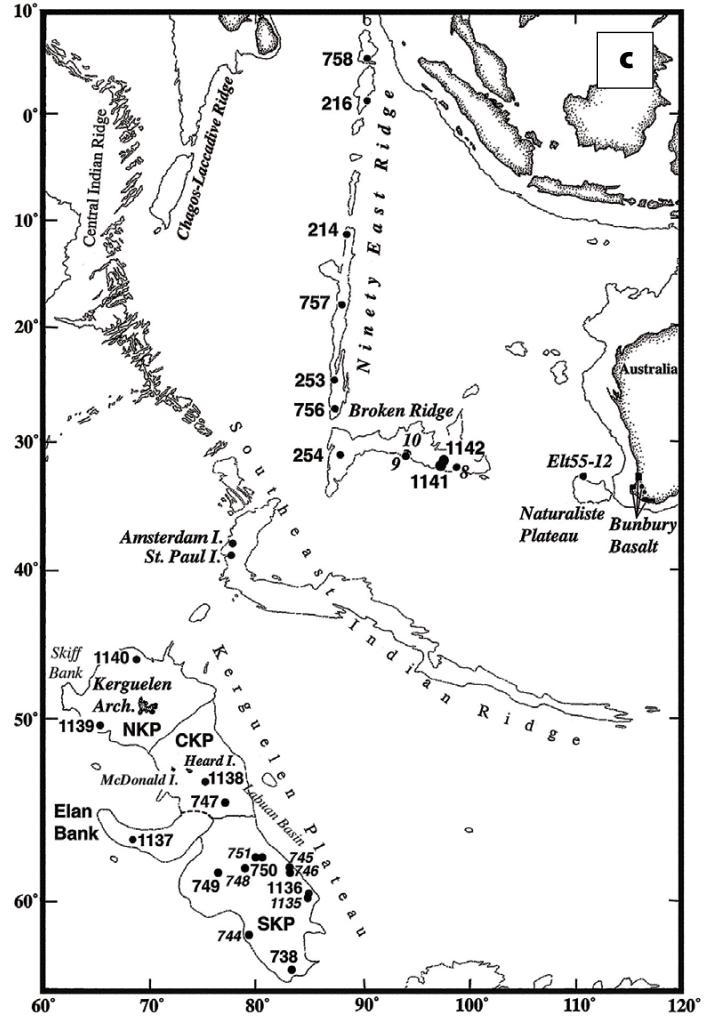 10°
C
758
216
0°
Central Indian Ridge
Chagos-Laccadive Ridge
Ninety East Ridge
10°
214
757
20°
Australia
253
756
Broken Ridge
30°
254
10
9
1142
1141
8
Elt55-12
Naturaliste
Plateau
Bunbury
Basalt
Southeast Indian Ridge
Amsterdam I.
St. Paul I.
40°
Skiff
Bank
1140
Kerguelen
Arch.
1139
NKP
50°
Kerguelen Plateau
CKP
Heard I.
McDonald I.
1138
747
Labuan Basin
Elan
Bank
1137
751
750
745
746
749
748
1136
1135
60°
SKP
744
738
60°
70°
80°
90°
100°
110°
120°